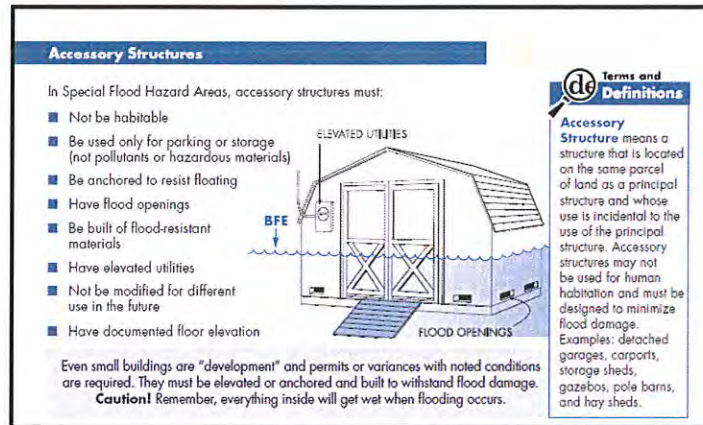 Accessory Structures
In Special Flood Hazard Areas, accessory structures must:
Not be habitable
Be used only for parking or storage
(not pollutants or hazardous materials)
Be anchored to resist floating
Have flood openings
Be built of flood-resistant
materials
Have elevated utilities
Not be modified for different
use in the future
Have documented floor elevation
ELEVATED UTILITIES
BFE
FLOOD OPENINGS
Even small buildings are "development" and permits or variances with noted conditions
are required. They must be elevated or anchored and built to withstand flood damage.
Caution! Remember, everything inside will get wet when flooding occurs.
de
Terms and
Definitions
Accessory
Structure means a
structure that is located
on the same parcel
of land as a principal
structure and whose
use is incidental to the
use of the principal
structure. Accessory
structures may not
be used for human
habitation and must be
designed to minimize
flood damage.
Examples: detached
garages, carports,
storage sheds,
gazebos, pole barns,
and hay sheds.